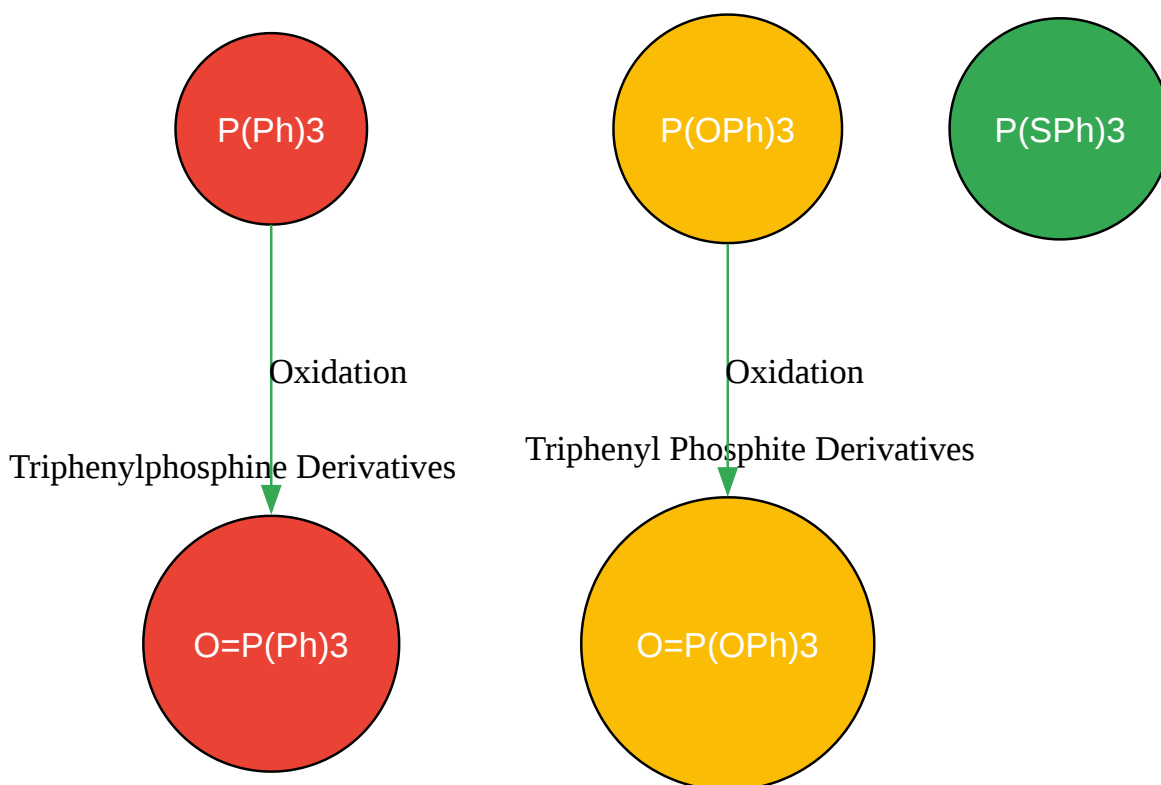 P(Ph)3
P(OPh)3
P(SPh)3
Oxidation
Oxidation
Triphenylphosphine Derivatives
Triphenyl Phosphite Derivatives
O=P(Ph)3
O=P(OPh)3